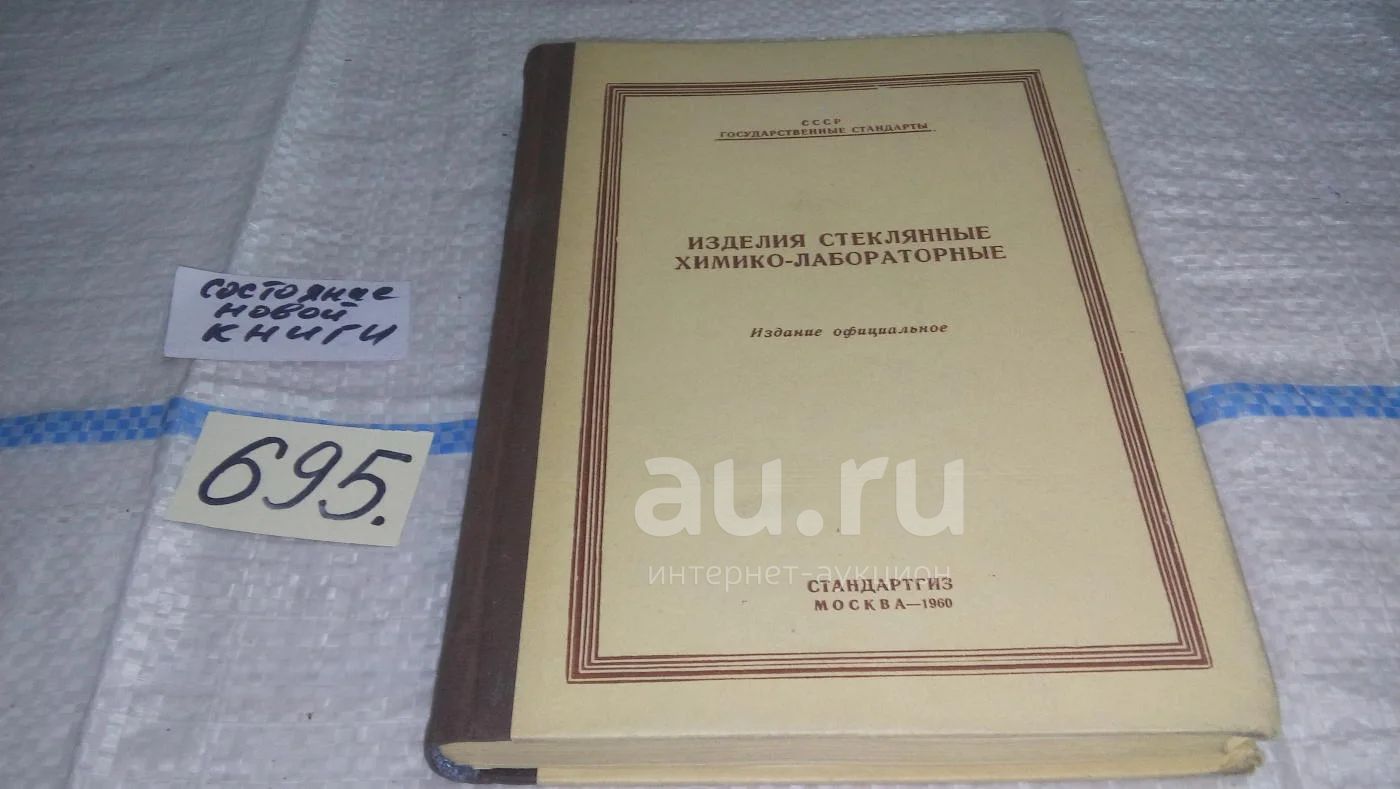 СССР
ГОСУДАРСТВЕННЫЕ СТАНДАРТЫ
ИЗДЕЛИЯ СТЕКЛЯННЫЕ
ХИМИКО-ЛАБОРАТОРНЫЕ
Издание официальное
СТАНДАРТГИЗ
МОСКВА—1960
состояние
новой
книги
695.
au.ru
интернет-аукцион